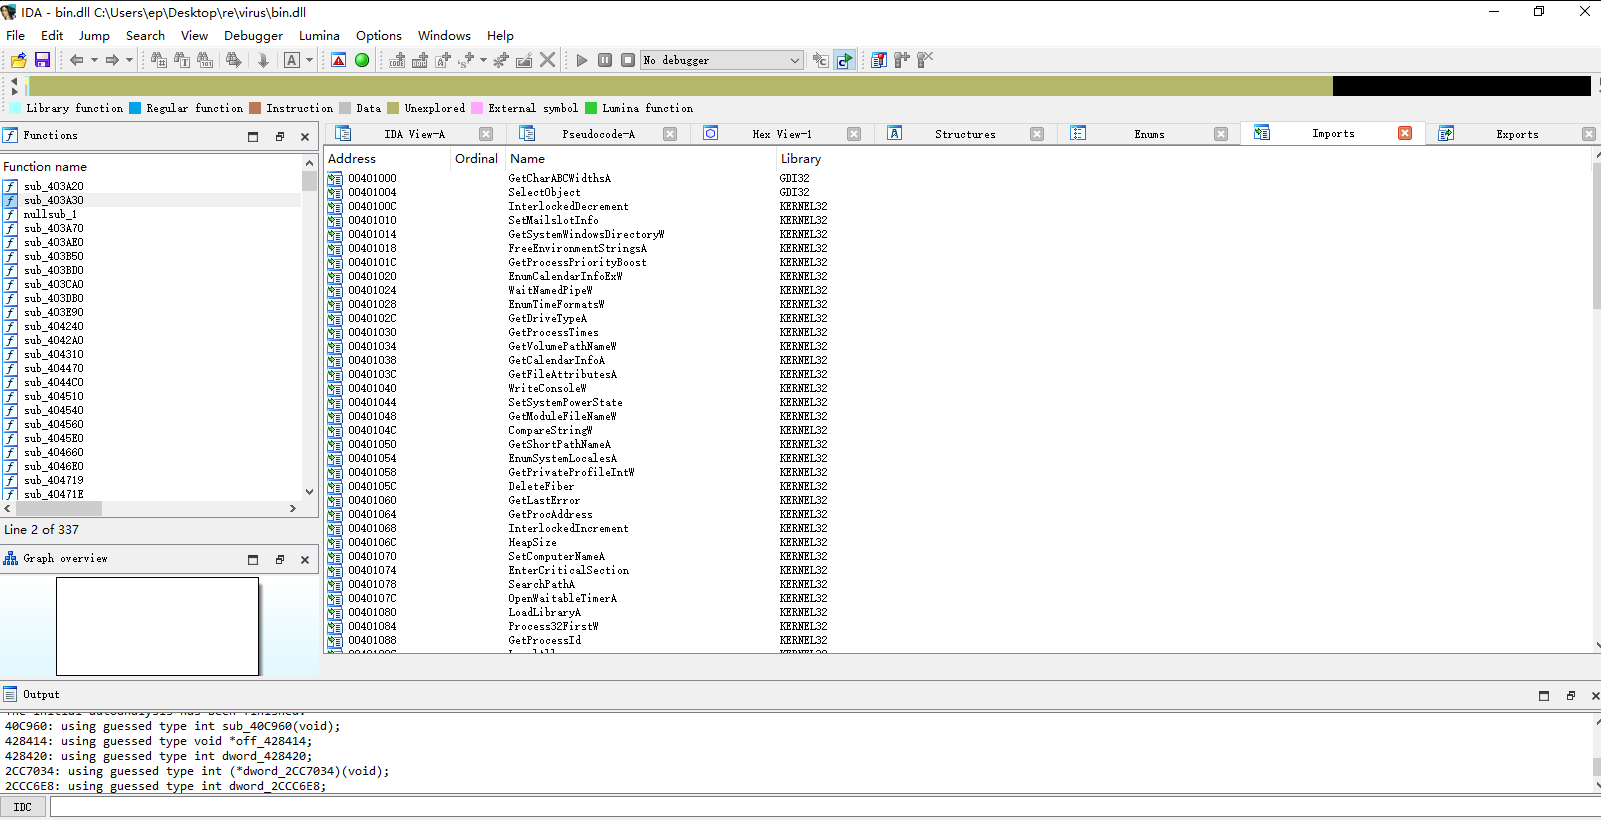 IDA - bin.dll C:\Users\ep\Desktop\re\virus\bin.dll
File Edit Jump Search View Debugger Lumina Options Windows Help
No debugger
Library function Regular function Instruction Data Unexplored External symbol Lumina function
Functions
IDA View-A Pseudocode-A Hex View-1 Structures Enums Imports Exports
Function name
sub_403A20
sub_403A30
nullsub_1
sub_403A70
sub_403AE0
sub_403B50
sub_403BD0
sub_403CA0
sub_403DB0
sub_403E90
sub_404240
sub_4042A0
sub_404310
sub_404470
sub_4044C0
sub_404510
sub_404540
sub_404560
sub_4045E0
sub_404660
sub_4046E0
sub_404719
sub_40471E
Line 2 of 337
Graph overview
Address Ordinal Name Library
00401000 GetCharABCWidthsA GDI32
00401004 SelectObject GDI32
0040100C InterlockedDecrement KERNEL32
00401010 SetMailslotInfo KERNEL32
00401014 GetSystemWindowsDirectoryW KERNEL32
00401018 FreeEnvironmentStringsA KERNEL32
0040101C GetProcessPriorityBoost KERNEL32
00401020 EnumCalendarInfoExW KERNEL32
00401024 WaitNamedPipeW KERNEL32
00401028 EnumTimeFormatsW KERNEL32
0040102C GetDriveTypeA KERNEL32
00401030 GetProcessTimes KERNEL32
00401034 GetVolumePathNameW KERNEL32
00401038 GetCalendarInfoA KERNEL32
0040103C GetFileAttributesA KERNEL32
00401040 WriteConsoleW KERNEL32
00401044 SetSystemPowerState KERNEL32
00401048 GetModuleFileNameW KERNEL32
0040104C CompareStringW KERNEL32
00401050 GetShortPathNameA KERNEL32
00401054 EnumSystemLocalesA KERNEL32
00401058 GetPrivateProfileIntW KERNEL32
0040105C DeleteFiber KERNEL32
00401060 GetLastError KERNEL32
00401064 GetProcAddress KERNEL32
00401068 InterlockedIncrement KERNEL32
0040106C HeapSize KERNEL32
00401070 SetComputerNameA KERNEL32
00401074 EnterCriticalSection KERNEL32
00401078 SearchPathA KERNEL32
0040107C OpenWaitableTimerA KERNEL32
00401080 LoadLibraryA KERNEL32
00401084 Process32FirstW KERNEL32
00401088 GetProcessId KERNEL32
Output
The initial autoanalysis has been finished.
40C960: using guessed type int sub_40C960(void);
428414: using guessed type void *off_428414;
428420: using guessed type int dword_428420;
2CC7034: using guessed type int (*dword_2CC7034)(void);
2CCC6E8: using guessed type int dword_2CCC6E8;
IDC